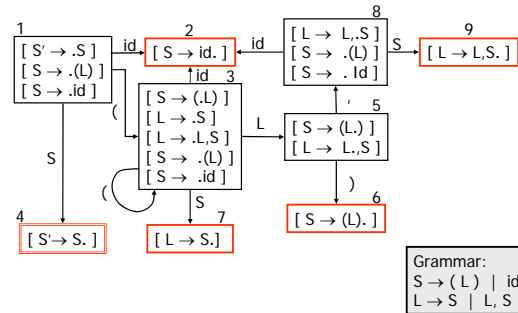 1
[ S' → .S ]
[ S → .(L) ]
[ S → .id ]
id
2
[ S → id. ]
id
8
[ L → L,.S ]
[ S → .(L) ]
[ S → . Id ]
S
9
[ L → L,S. ]
(
id
3
[ S → (.L) ]
[ L → .S ]
[ L → .L,S ]
[ S → .(L) ]
[ S → .id ]
L
,
5
[ S → (L.) ]
[ L → L.,S ]
S
(
S
)
4
[ S' → S. ]
7
[ L → S. ]
6
[ S → (L). ]
Grammar:
S → ( L ) | id
L → S | L, S